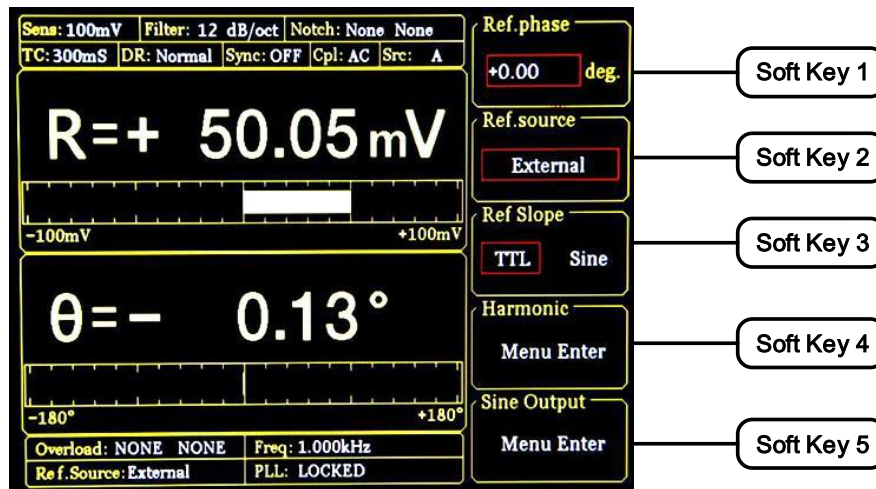 Sens: 100mV Filter: 12 dB/oct Notch: None None
TC: 300mS DR: Normal Sync: OFF Cpl: AC Src: A
R=+ 50.05 mV
-100mV +100mV
θ=- 0.13°
-180° +180°
Overload: NONE NONE Freq: 1.000kHz
Ref.Source: External PLL: LOCKED
Ref.phase
+0.00 deg.
Ref.source
External
Ref Slope
TTL Sine
Harmonic
Menu Enter
Sine Output
Menu Enter
Soft Key 1
Soft Key 2
Soft Key 3
Soft Key 4
Soft Key 5